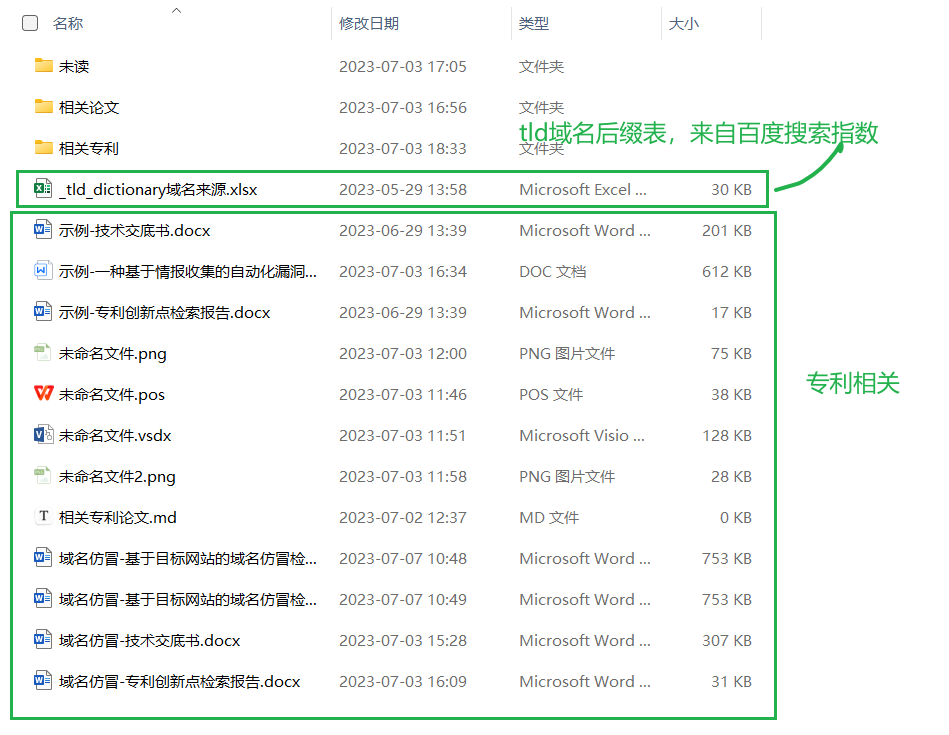 名称 修改日期 类型 大小
未读 2023-07-03 17:05 文件夹
相关论文 2023-07-03 16:56 文件夹
tld域名后缀表，来自百度搜索指数
相关专利 2023-07-03 18:33 文件夹
_tld_dictionary域名来源.xlsx 2023-05-29 13:58 Microsoft Excel ... 30 KB
示例-技术交底书.docx 2023-06-29 13:39 Microsoft Word ... 201 KB
示例-一种基于情报收集的自动化漏洞... 2023-07-03 16:34 DOC 文档 612 KB
示例-专利创新点检索报告.docx 2023-06-29 13:39 Microsoft Word ... 17 KB
未命名文件.png 2023-07-03 12:00 PNG 图片文件 75 KB
专利相关
未命名文件.pos 2023-07-03 11:46 POS 文件 38 KB
未命名文件.vsdx 2023-07-03 11:51 Microsoft Visio ... 128 KB
未命名文件2.png 2023-07-03 11:58 PNG 图片文件 28 KB
相关专利论文.md 2023-07-02 12:37 MD 文件 0 KB
域名仿冒-基于目标网站的域名仿冒检... 2023-07-07 10:48 Microsoft Word ... 753 KB
域名仿冒-基于目标网站的域名仿冒检... 2023-07-07 10:49 Microsoft Word ... 753 KB
域名仿冒-技术交底书.docx 2023-07-03 15:28 Microsoft Word ... 307 KB
域名仿冒-专利创新点检索报告.docx 2023-07-03 16:09 Microsoft Word ... 31 KB